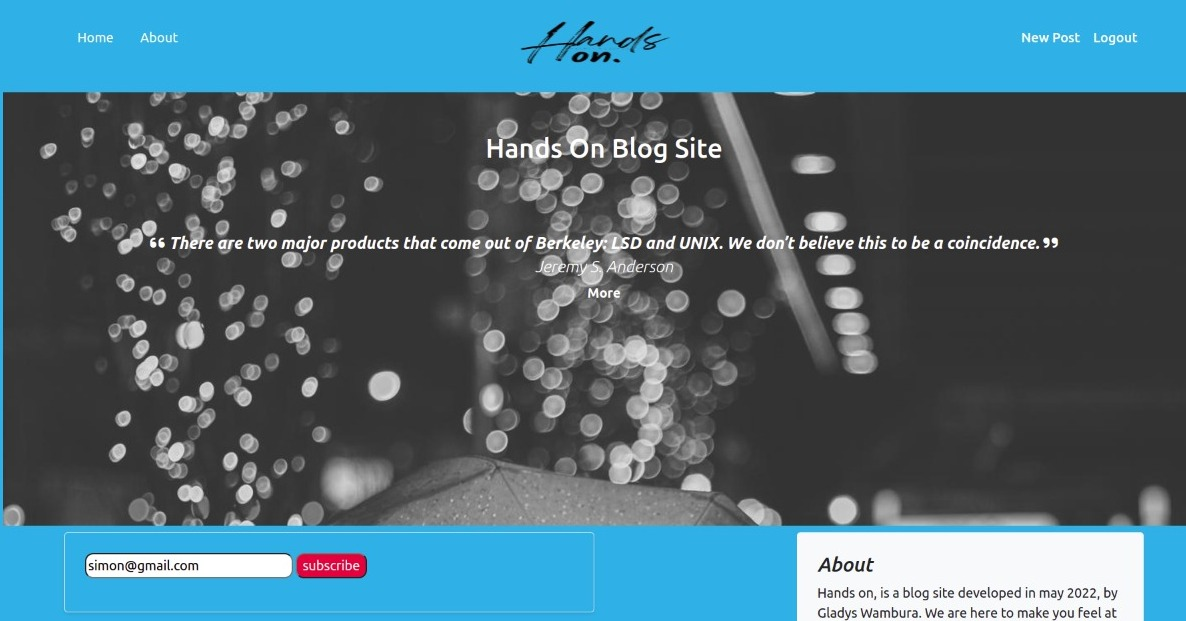 Home About Hands on. New Post Logout
Hands On Blog Site
“ There are two major products that come out of Berkeley: LSD and UNIX. We don’t believe this to be a coincidence. ”
Jeremy S. Anderson
More
simon@gmail.com subscribe
About
Hands on, is a blog site developed in may 2022, by
Gladys Wambura. We are here to make you feel at